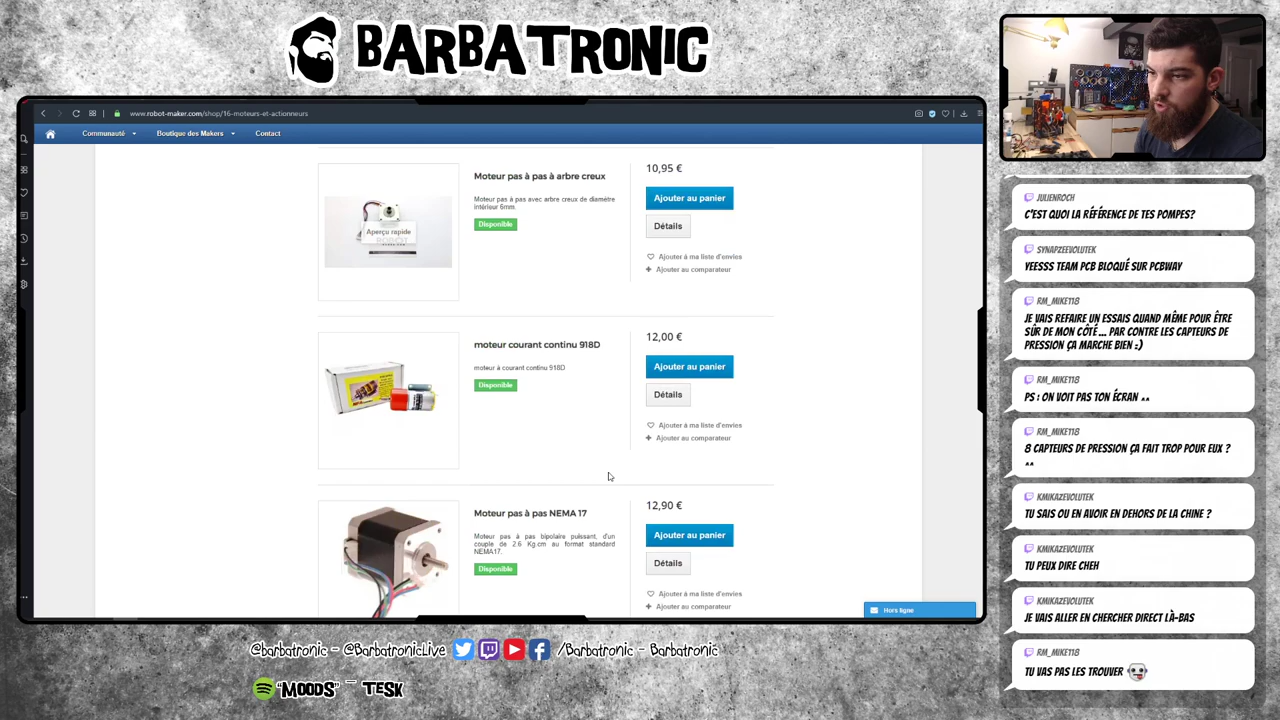 BARBATRONIC
www.robot-maker.com/shop/16-moteurs-et-actionneurs
Communauté
Boutique des Makers
Contact
Aperçu rapide
Moteur pas à pas à arbre creux
Moteur pas à pas avec arbre creux de diamètre
intérieur 6mm.
Disponible
10,95 €
Ajouter au panier
Détails
Ajouter à ma liste d'envies
Ajouter au comparateur
moteur courant continu 918D
moteur à courant continu 918D
Disponible
12,00 €
Ajouter au panier
Détails
Ajouter à ma liste d'envies
Ajouter au comparateur
Moteur pas à pas NEMA 17
Moteur pas à pas bipolaire puissant, d'un
couple de 2.6 Kg.cm au format standard
NEMA17.
Disponible
12,90 €
Ajouter au panier
Détails
Ajouter à ma liste d'envies
Ajouter au comparateur
Hors ligne
JULIENROCH
C'EST QUOI LA RÉFÉRENCE DE TES POMPES?
SYNAPZEEVOLUTEK
YEESSS TEAM PCB BLOQUÉ SUR PCBWAY
RM_MIKE118
JE VAIS REFAIRE UN ESSAIS QUAND MÊME POUR ÊTRE
SÛR DE MON CÔTÉ ... PAR CONTRE LES CAPTEURS DE
PRESSION ÇA MARCHE BIEN :)
RM_MIKE118
PS : ON VOIT PAS TON ÉCRAN ^^
RM_MIKE118
8 CAPTEURS DE PRESSION ÇA FAIT TROP POUR EUX ?
^^
KMIKAZEVOLUTEK
TU SAIS OU EN AVOIR EN DEHORS DE LA CHINE ?
KMIKAZEVOLUTEK
TU PEUX DIRE CHEH
KMIKAZEVOLUTEK
JE VAIS ALLER EN CHERCHER DIRECT LÀ-BAS
RM_MIKE118
TU VAS PAS LES TROUVER
@barbatronic - @BarbatronicLive /Barbatronic - Barbatronic
"MOODS" - TESK